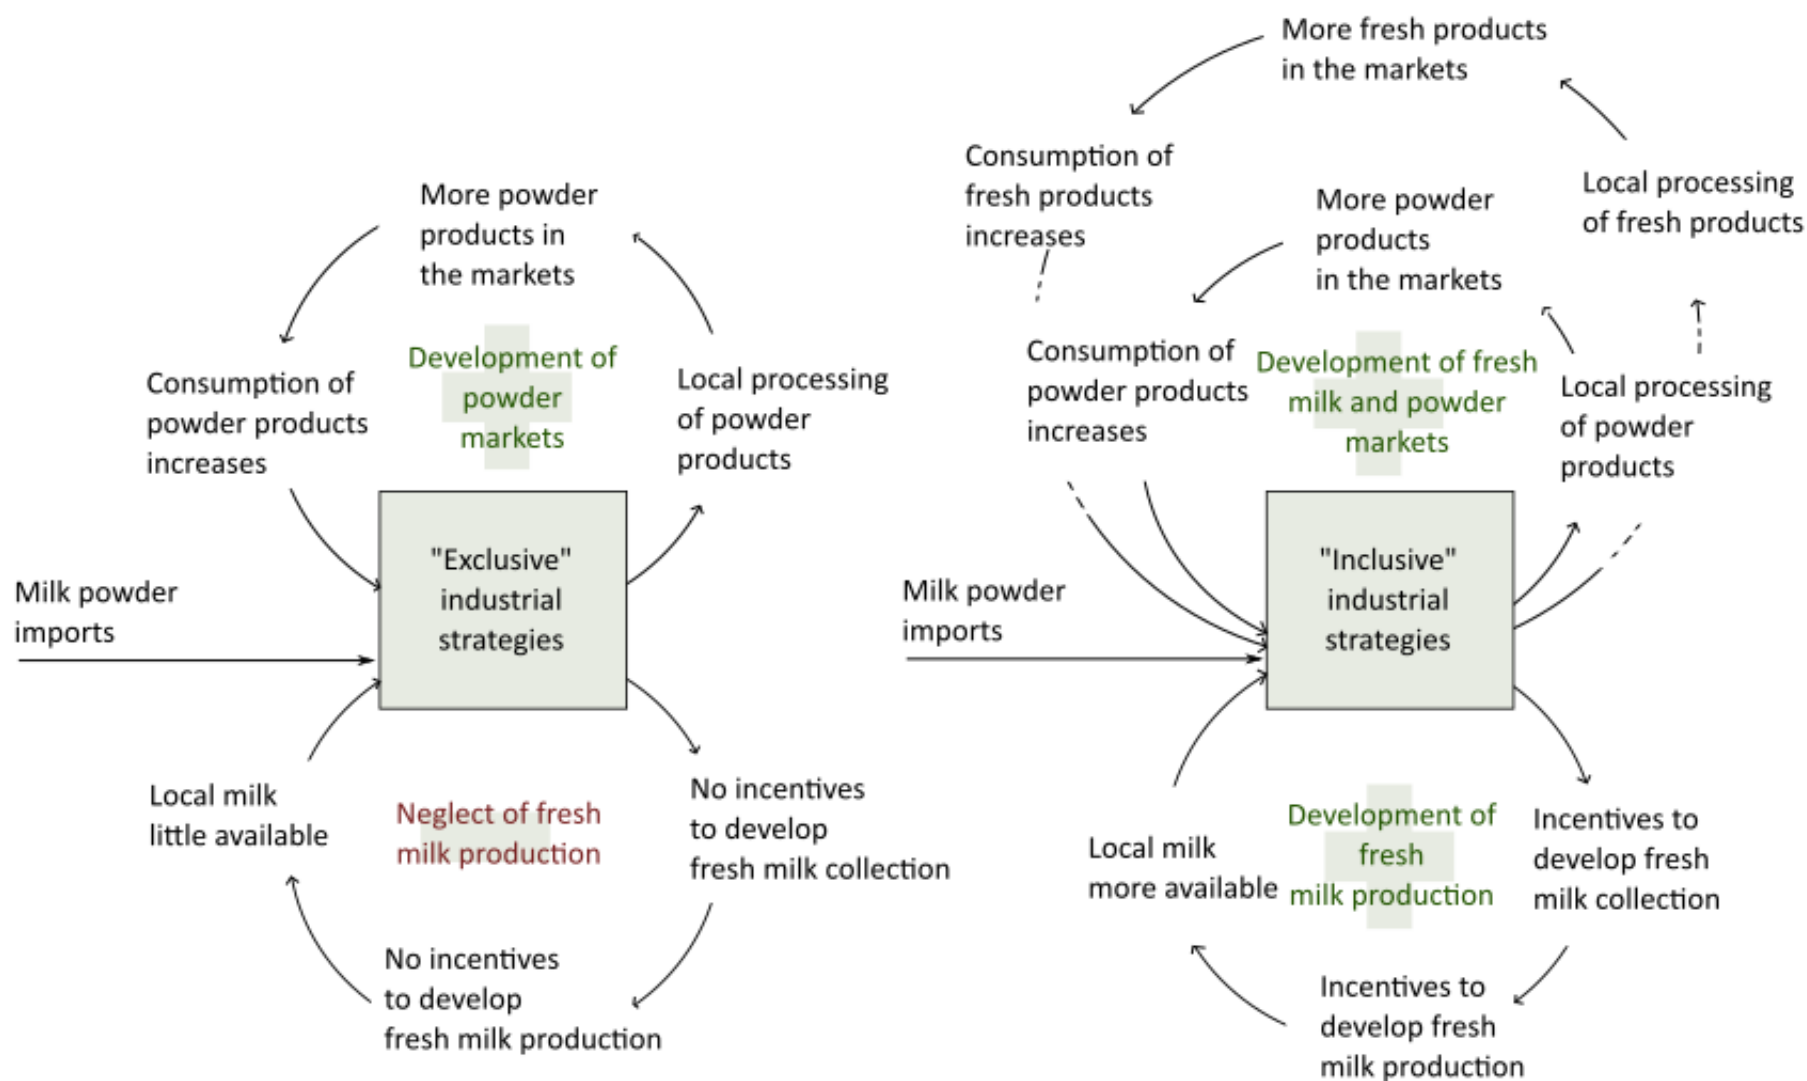 More powder
products in
the markets
Development of
powder
markets
Consumption of
powder products
increases
Local processing
of powder
products
"Exclusive"
industrial
strategies
Milk powder
imports
Local milk
little available
Neglect of fresh
milk production
No incentives
to develop
fresh milk collection
No incentives
to develop
fresh milk production
More fresh products
in the markets
Consumption of
fresh products
increases
Local processing
of fresh products
More powder
products
in the markets
Consumption of
powder products
increases
Development of fresh
milk and powder
markets
Local processing
of powder
products
"Inclusive"
industrial
strategies
Milk powder
imports
Local milk
more available
Development of
fresh
milk production
Incentives to
develop fresh
milk collection
Incentives to
develop fresh
milk production